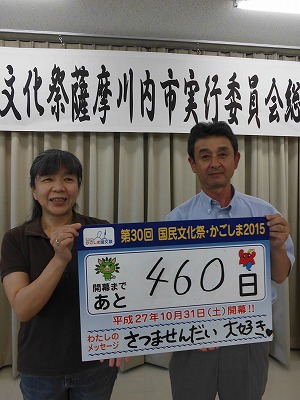 文化祭薩摩川内市実行委員会総
第30回 国民文化祭・かごしま2015
開幕まで
あと 460日
平成27年10月31日(土)開幕!!
わたしの
メッセージ
さつませんだい 大好き♥